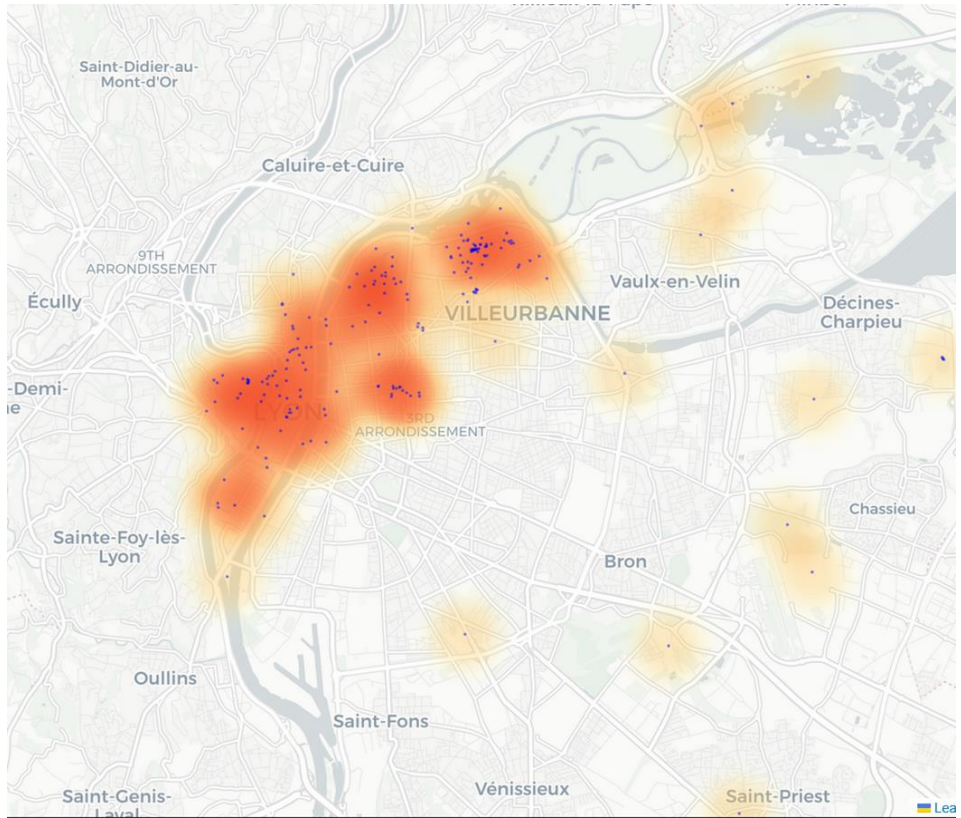 Saint-Didier-au-
Mont-d'Or
Caluire-et-Cuire
9TH
ARRONDISSEMENT
Écully
Vaulx-en-Velin
VILLEURBANNE
Décines-
Charpieu
-Demi-
LYON
3RD
ARRONDISSEMENT
Chassieu
Sainte-Foy-lès-
Lyon
Bron
Oullins
Saint-Fons
Vénissieux
Saint-Priest
Saint-Genis-
Laval
Lea